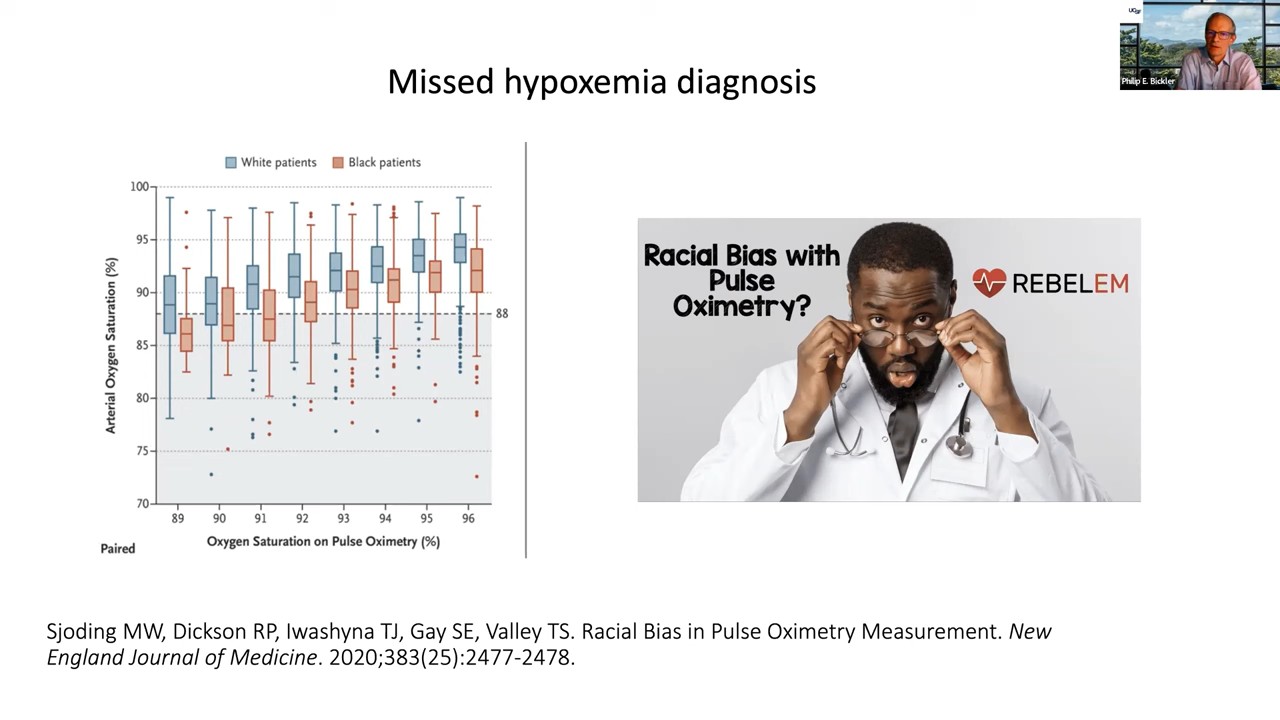 UCSF
Philip E. Bickler
Missed hypoxemia diagnosis
White patients
Black patients
100
95
90
85
80
75
70
88
Arterial Oxygen Saturation (%)
89 90 91 92 93 94 95 96
Oxygen Saturation on Pulse Oximetry (%)
Paired
Racial Bias with
Pulse
Oximetry?
REBELEM
Sjoding MW, Dickson RP, Iwashyna TJ, Gay SE, Valley TS. Racial Bias in Pulse Oximetry Measurement. New
England Journal of Medicine. 2020;383(25):2477-2478.